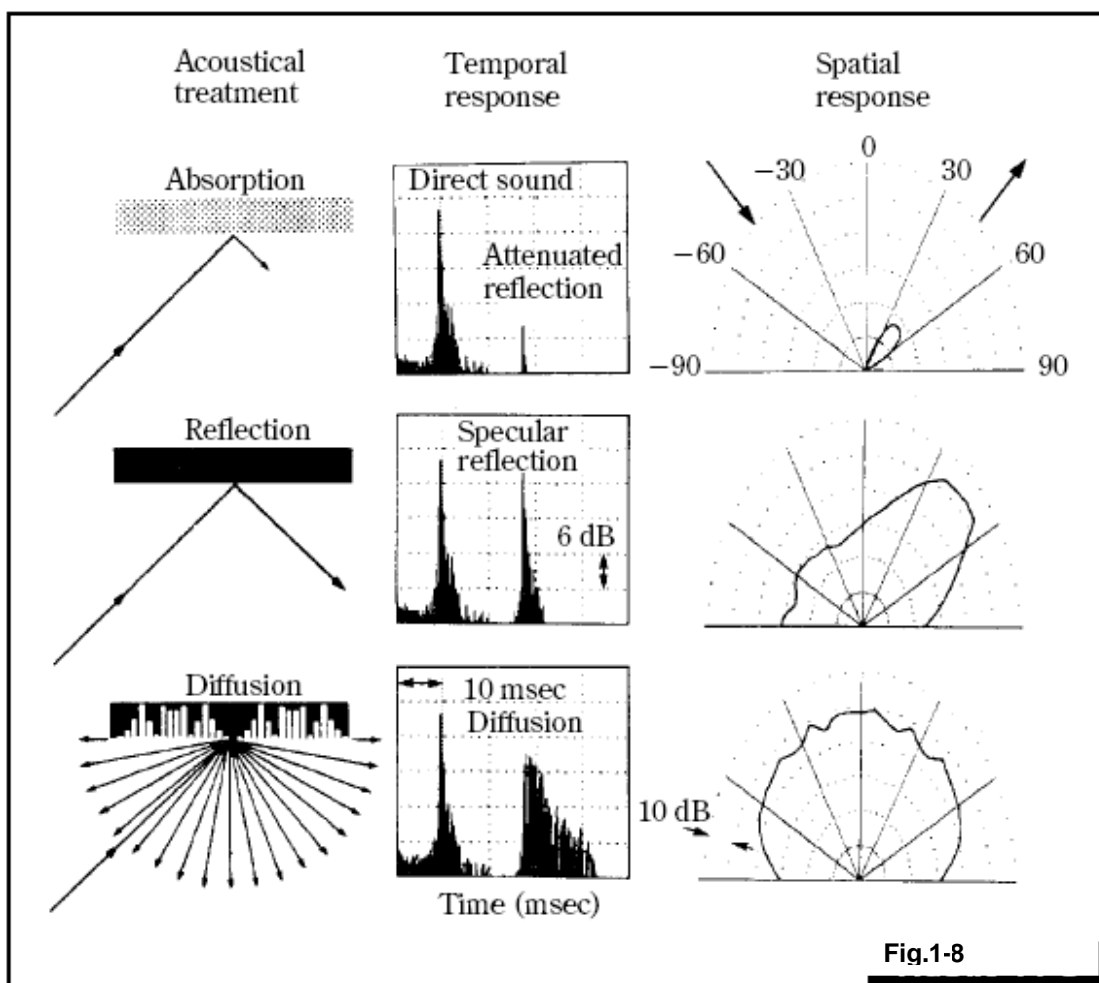 Acoustical
treatment
Temporal
response
Spatial
response
Absorption
Direct sound
Attenuated
reflection
0
−30
30
−60
60
−90
90
Reflection
Specular
reflection
6 dB
Diffusion
10 msec
Diffusion
10 dB
Time (msec)
Fig.1-8